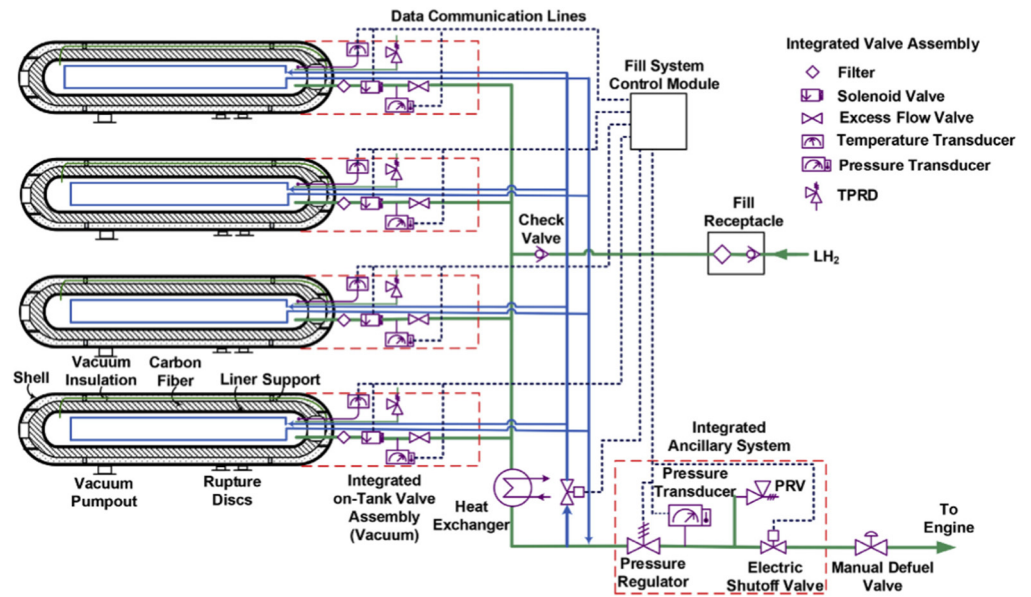 Data Communication Lines
Integrated Valve Assembly
Filter
Solenoid Valve
Excess Flow Valve
Temperature Transducer
Pressure Transducer
TPRD
Fill System
Control Module
Fill
Receptacle
Check
Valve
LH₂
Shell
Vacuum
Insulation
Carbon
Fiber
Liner Support
Vacuum
Pumpout
Rupture
Discs
Integrated
on-Tank Valve
Assembly
(Vacuum)
Heat
Exchanger
Integrated
Ancillary System
Pressure
Transducer
PRV
To
Engine
Pressure
Regulator
Electric
Shutoff Valve
Manual Defuel
Valve